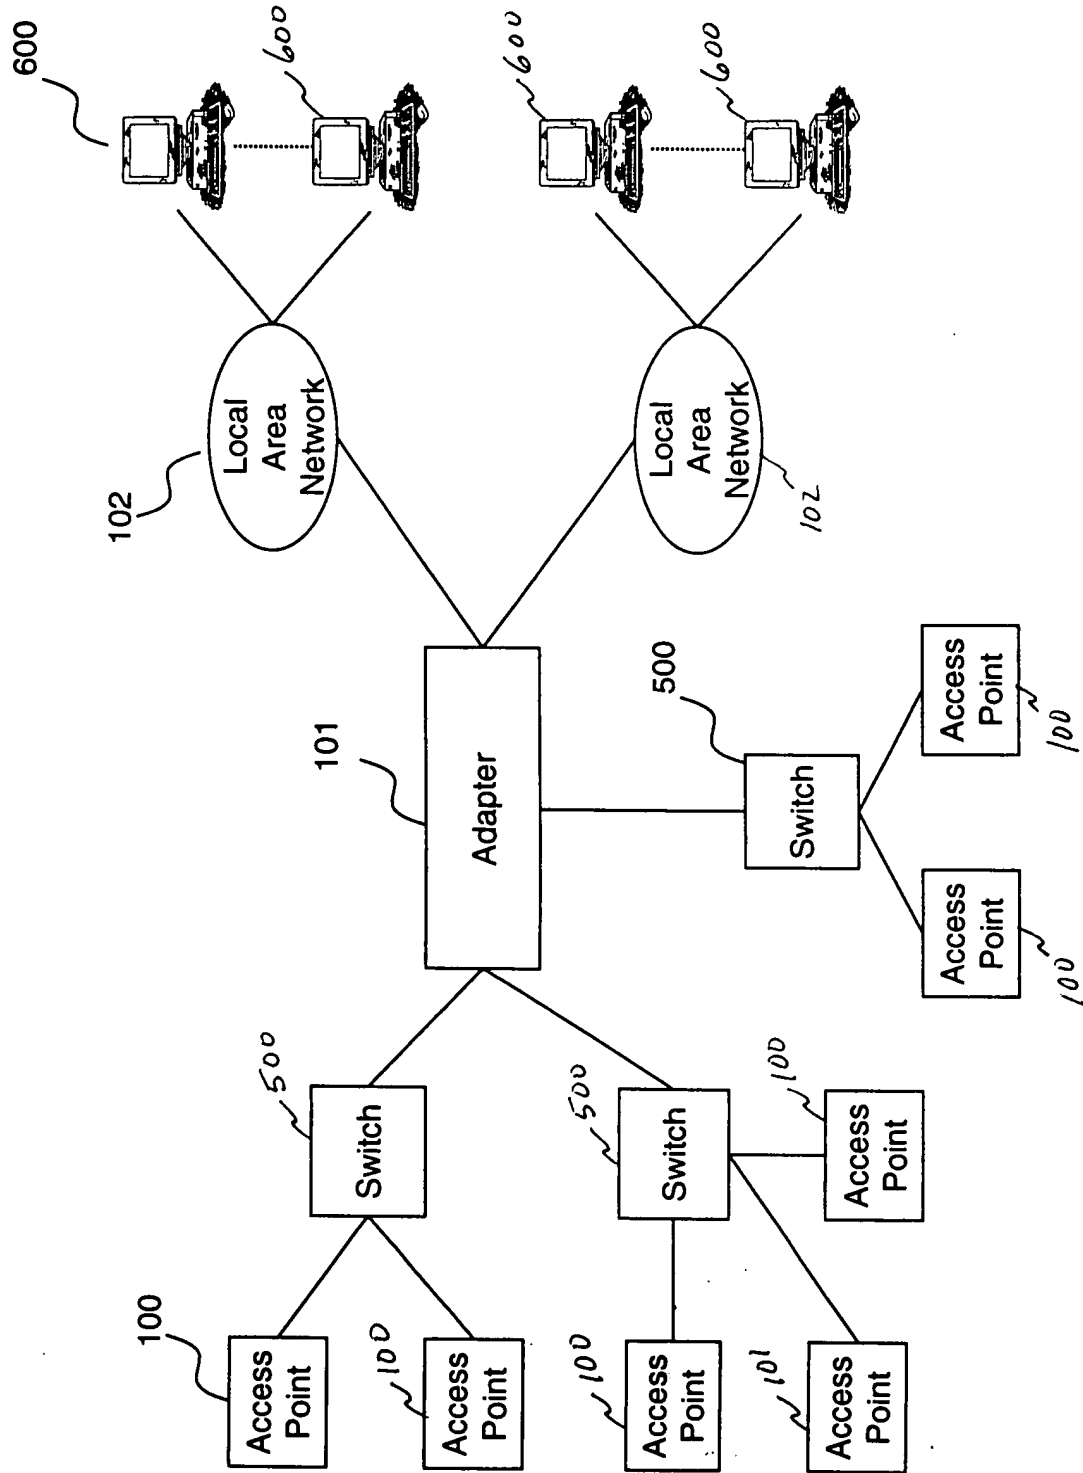 600
102
100
600
Local
Area
Network
Access
Point
500
101
Switch
100
Access
Point
Adapter
600
500
100
Local
Area
Network
Access
Point
Switch
500
600
101
100
Switch
102
Access
Point
Access
Point
Access
Point
Access
Point
100
100